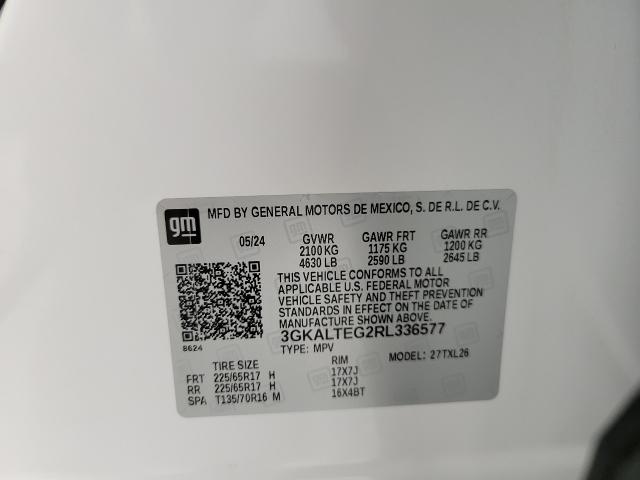 gm MFD BY GENERAL MOTORS DE MEXICO, S. DE R.L. DE C.V.
05/24 GVWR GAWR FRT GAWR RR
2100 KG 1175 KG 1200 KG
4630 LB 2590 LB 2645 LB
THIS VEHICLE CONFORMS TO ALL
APPLICABLE U.S. FEDERAL MOTOR
VEHICLE SAFETY AND THEFT PREVENTION
STANDARDS IN EFFECT ON THE DATE OF
MANUFACTURE SHOWN ABOVE.
3GKALTEG2RL336577
8624
TYPE: MPV MODEL: 27TXL26
TIRE SIZE RIM
FRT 225/65R17 H 17X7J
RR 225/65R17 H 17X7J
SPA T135/70R16 M 16X4BT